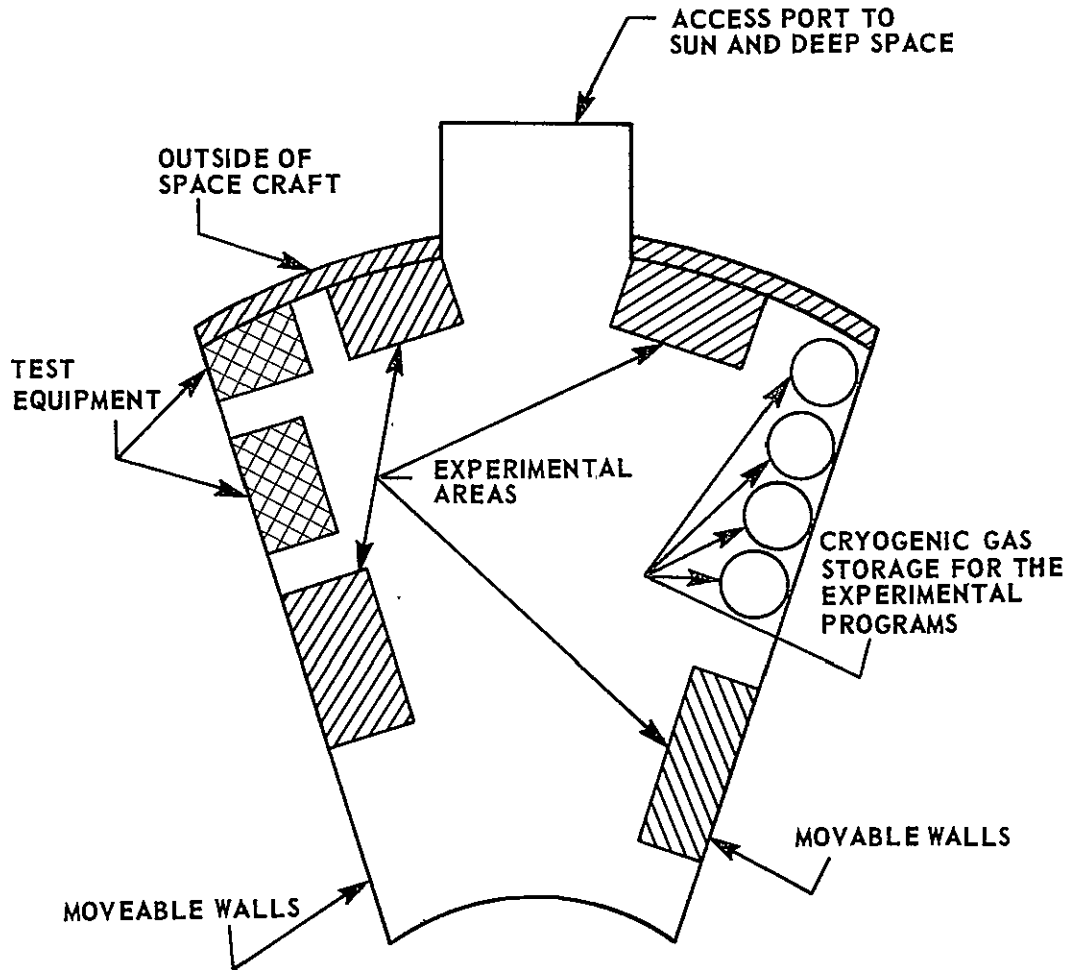 ACCESS PORT TO
SUN AND DEEP SPACE
OUTSIDE OF
SPACE CRAFT
TEST
EQUIPMENT
EXPERIMENTAL
AREAS
CRYOGENIC GAS
STORAGE FOR THE
EXPERIMENTAL
PROGRAMS
MOVABLE WALLS
MOVEABLE WALLS